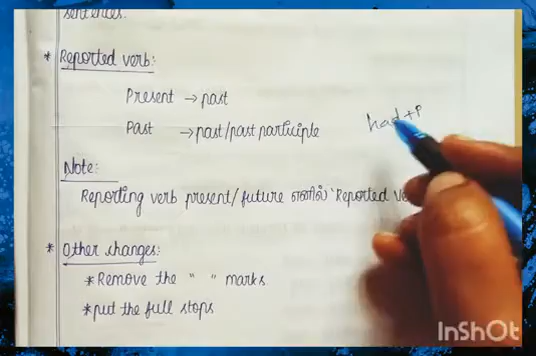 sentences.
* Reported verb:
Present → past
Past → past/past participle
had+P
Note:
Reporting verb present/future எனில் 'Reported
* Other changes:
* Remove the " " marks
* put the full stops
InShOt